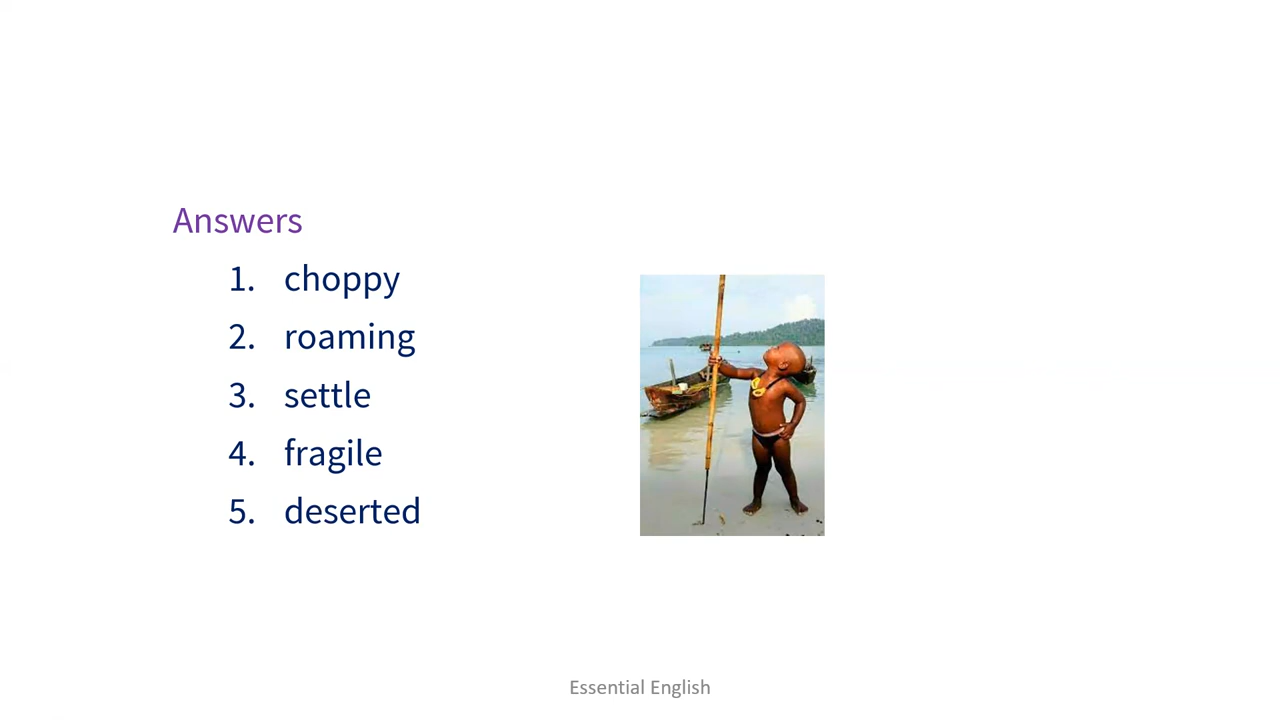 Answers
1. choppy
2. roaming
3. settle
4. fragile
5. deserted
Essential English